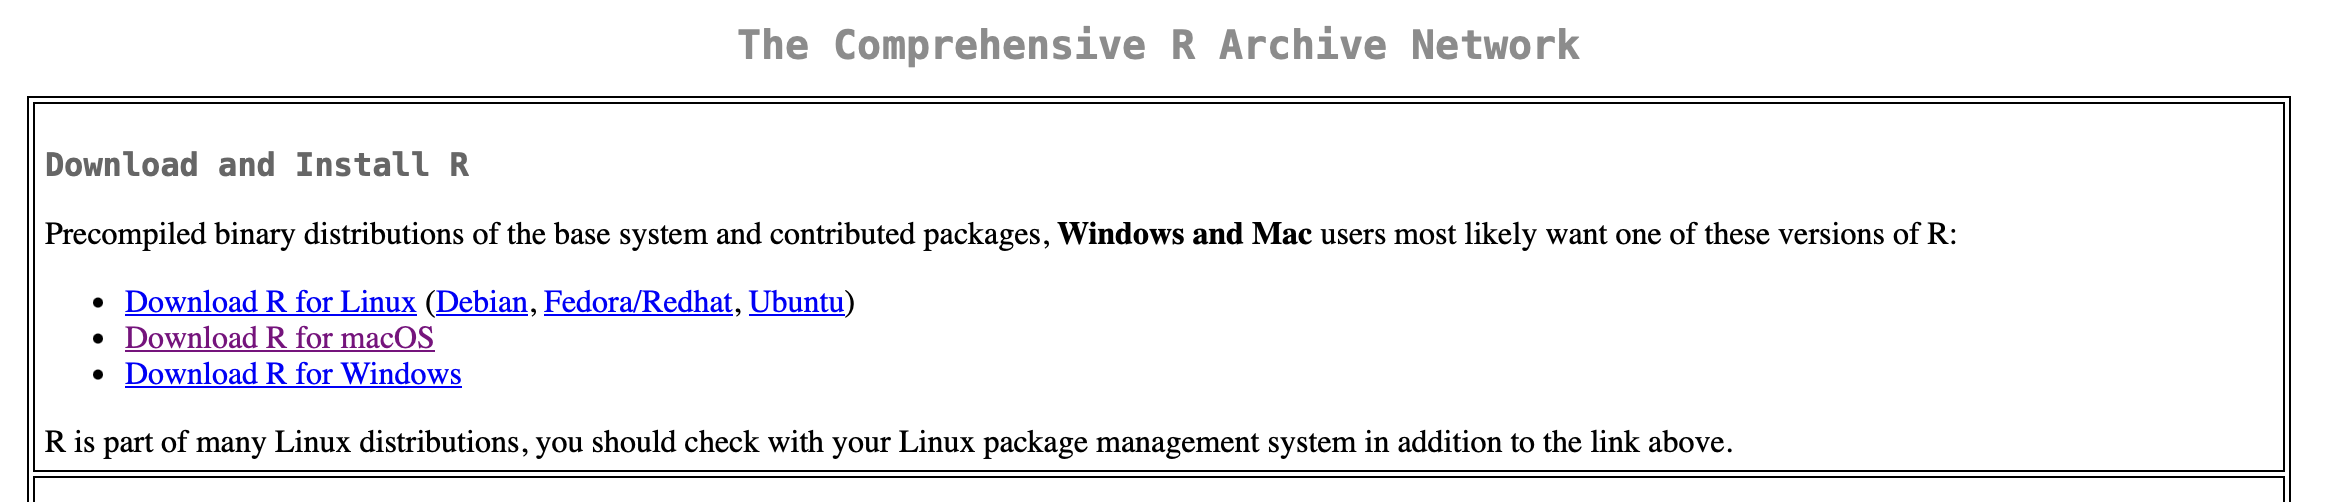 The Comprehensive R Archive Network
Download and Install R
Precompiled binary distributions of the base system and contributed packages, Windows and Mac users most likely want one of these versions of R:
• Download R for Linux (Debian, Fedora/Redhat, Ubuntu)
• Download R for macOS
• Download R for Windows
R is part of many Linux distributions, you should check with your Linux package management system in addition to the link above.